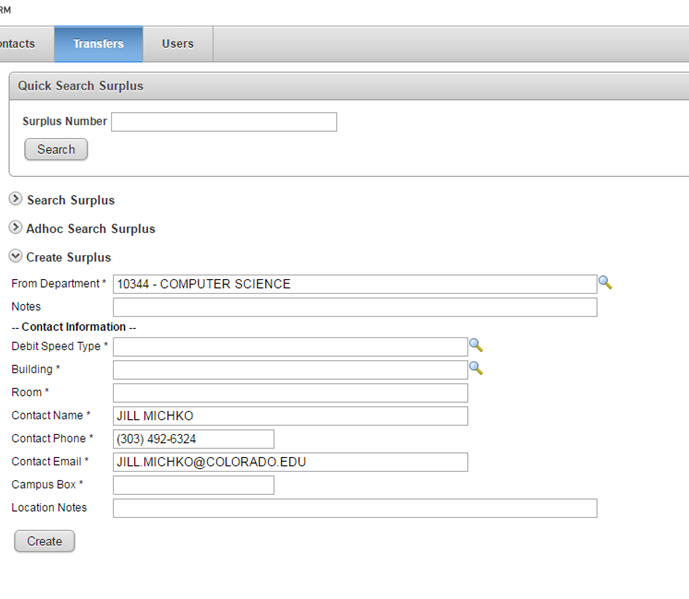 RM
ontacts Transfers Users
Quick Search Surplus
Surplus Number
Search
Search Surplus
Adhoc Search Surplus
Create Surplus
From Department * 10344 - COMPUTER SCIENCE
Notes
-- Contact Information --
Debit Speed Type *
Building *
Room *
Contact Name * JILL MICHKO
Contact Phone * (303) 492-6324
Contact Email * JILL.MICHKO@COLORADO.EDU
Campus Box *
Location Notes
Create